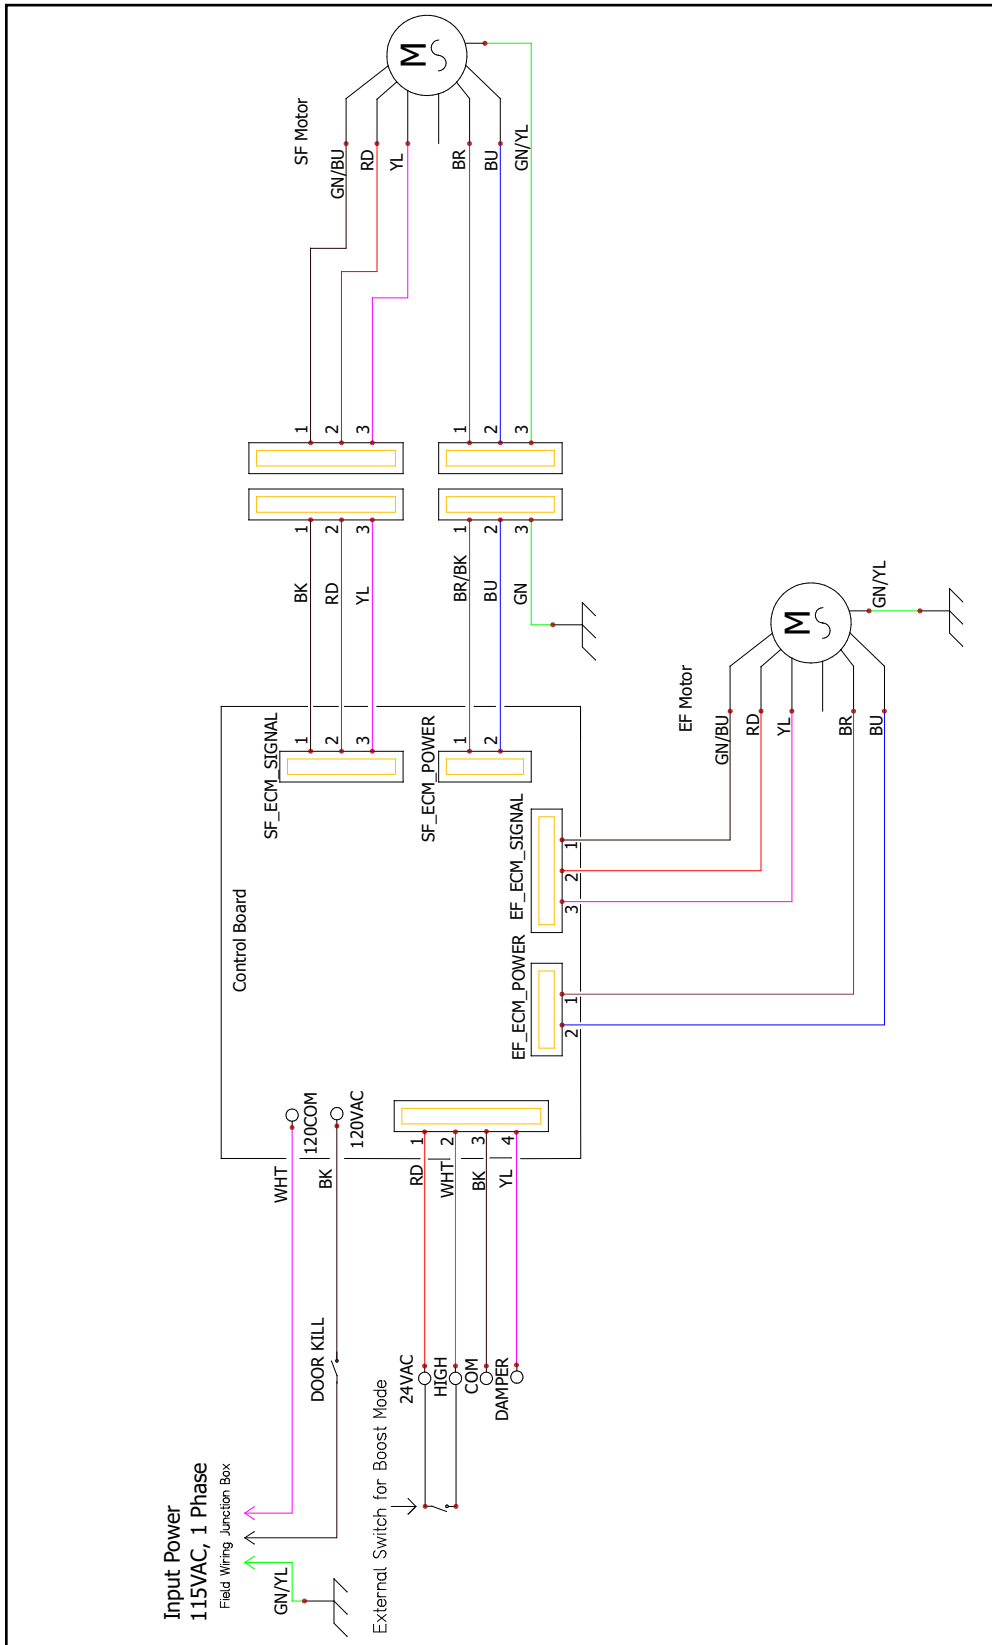 Input Power
115VAC, 1 Phase
Field Wiring Junction Box
GN/YL
External Switch for Boost Mode
DOOR KILL
WHT
BK
120COM
120VAC
24VAC
HIGH
COM
DAMPER
RD
WHT
BK
YL
1
2
3
4
Control Board
EF_ECM_POWER
2
1
EF_ECM_SIGNAL
3
2
1
SF_ECM_SIGNAL
1
2
3
SF_ECM_POWER
1
2
BK
RD
YL
BR/BK
BU
GN
1
2
3
1
2
3
1
2
3
1
2
3
SF Motor
GN/BU
RD
YL
BR
BU
GN/YL
M
EF Motor
GN/BU
RD
YL
BR
BU
GN/YL
M